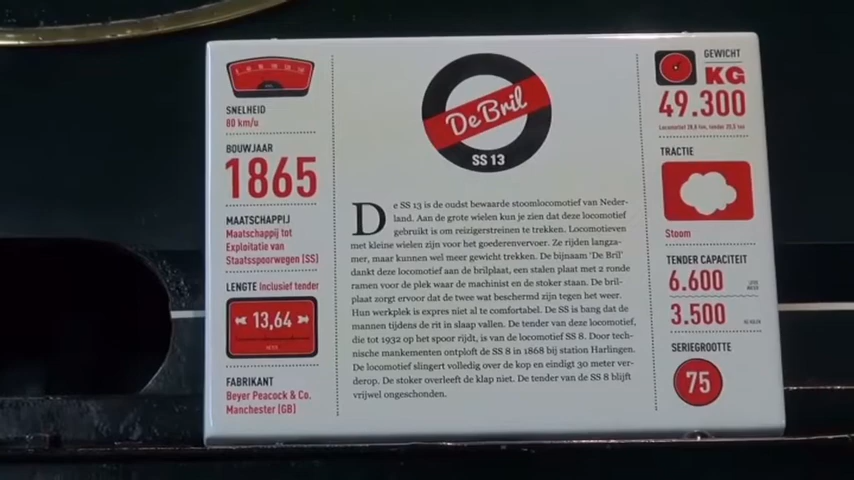 SNELHEID
80 km/u
BOUWJAAR
1865
MAATSCHAPPIJ
Maatschappij tot
Exploitatie van
Staatsspoorwegen (SS)
LENGTE Inclusief tender
13,64
FABRIKANT
Beyer Peacock & Co.
Manchester (GB)
De Bril
SS 13
De SS 13 is de oudst bewaarde stoomlocomotief van Neder-
land. Aan de grote wielen kun je zien dat deze locomotief
gebruikt is om reizigerstreinen te trekken. Locomotieven
met kleine wielen zijn voor het goederenvervoer. Ze rijden langza-
mer, maar kunnen wel meer gewicht trekken. De bijnaam 'De Bril'
dankt deze locomotief aan de brilplaat, een stalen plaat met 2 ronde
ramen voor de plek waar de machinist en de stoker staan. De bril-
plaat zorgt ervoor dat de twee wat beschermd zijn tegen het weer.
Hun werkplek is expres niet al te comfortabel. De SS is bang dat de
mannen tijdens de rit in slaap vallen. De tender van deze locomotief,
die tot 1932 op het spoor rijdt, is van de locomotief SS 8. Door tech-
nische mankementen ontploft de SS 8 in 1868 bij station Harlingen.
De locomotief slingert volledig over de kop en eindigt 30 meter ver-
derop. De stoker overleeft de klap niet. De tender van de SS 8 blijft
vrijwel ongeschonden.
GEWICHT
KG
49.300
TRACTIE
Stoom
TENDER CAPACITEIT
6.600
3.500
SERIEGROOTTE
75